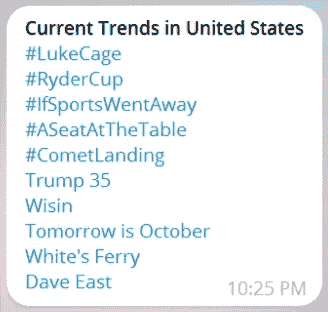 Current Trends in United States
#LukeCage
#RyderCup
#IfSportsWentAway
#ASeatAtTheTable
#CometLanding
Trump 35
Wisin
Tomorrow is October
White's Ferry
Dave East
10:25 PM